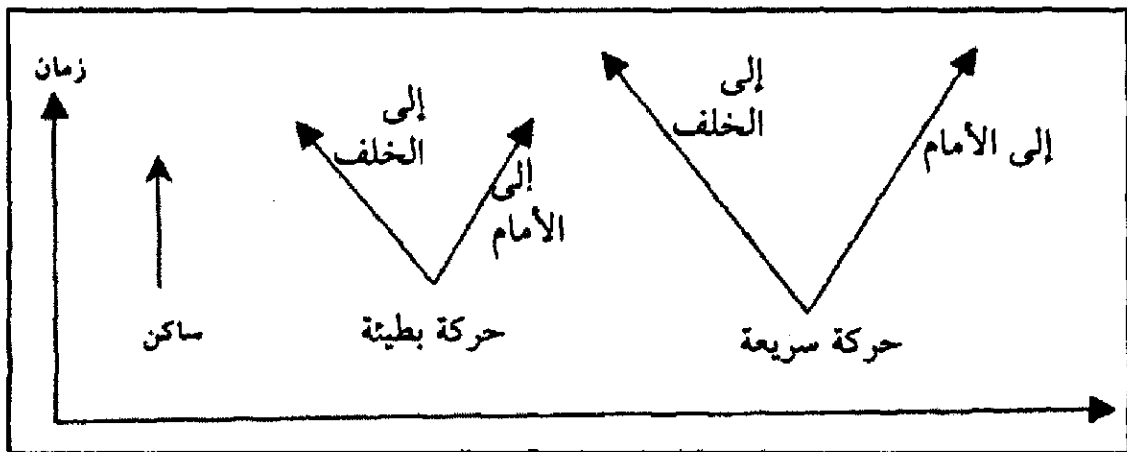 زمان
إلى
الخلف
إلى
الأمام
إلى
الخلف
إلى الأمام
ساكن
حركة بطيئة
حركة سريعة